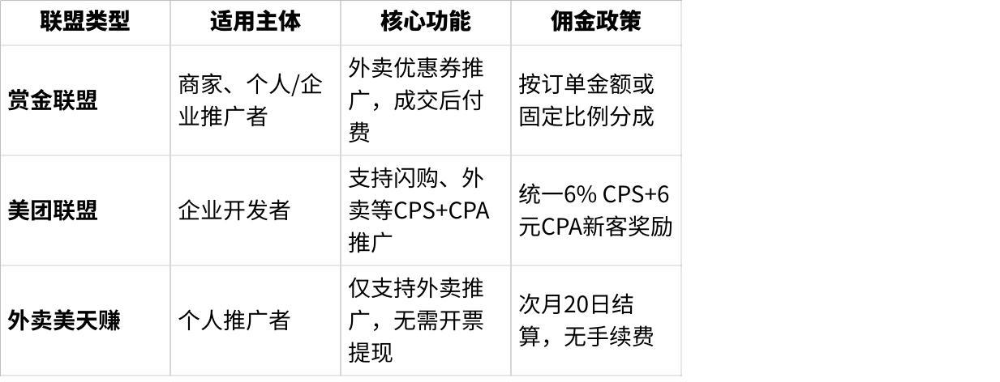 联盟类型 适用主体 核心功能 佣金政策
赏金联盟
商家、个人/企
业推广者
外卖优惠券推
广，成交后付
费
按订单金额或
固定比例分成
美团联盟
企业开发者
支持闪购、外
卖等CPS+CPA
推广
统一6% CPS+6
元CPA新客奖励
外卖美天赚
个人推广者
仅支持外卖推
广，无需开票
提现
次月20日结
算，无手续费